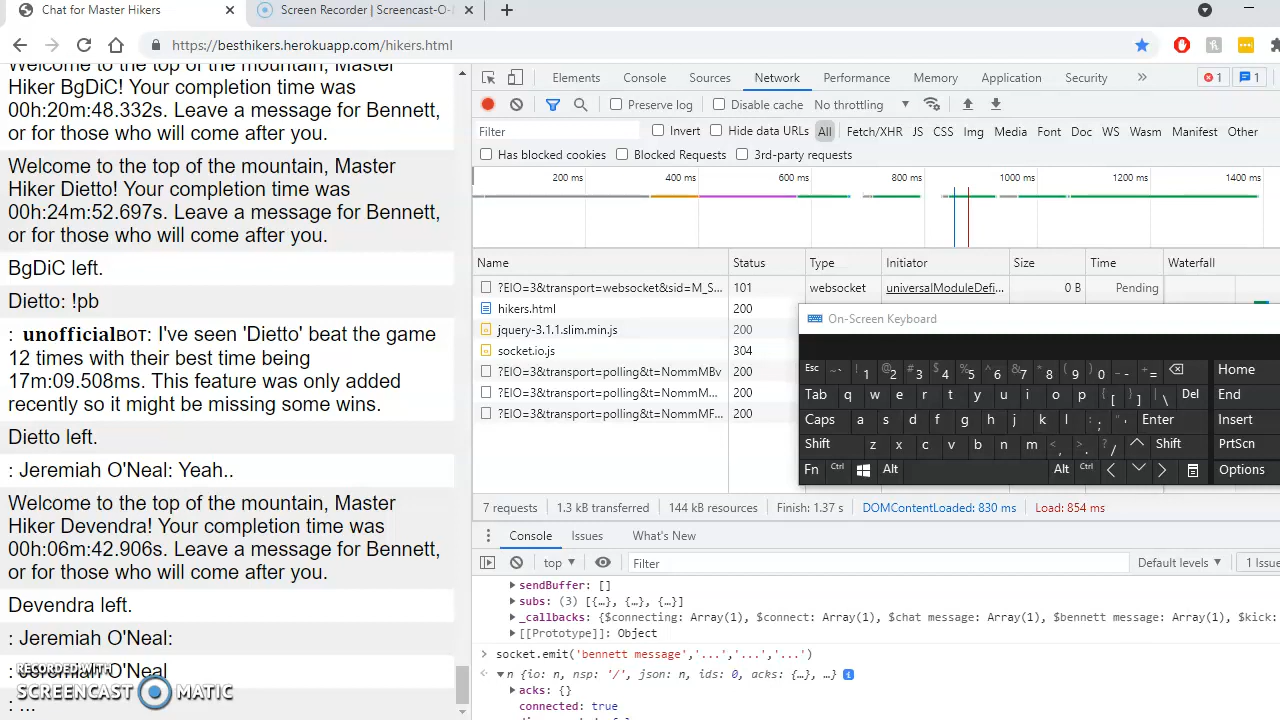 Chat for Master Hikers
Screen Recorder | Screencast-O-
https://besthikers.herokuapp.com/hikers.html
Welcome to the top of the mountain, Master
Hiker BgDiC! Your completion time was
00h:20m:48.332s. Leave a message for Bennett,
or for those who will come after you.
Welcome to the top of the mountain, Master
Hiker Dietto! Your completion time was
00h:24m:52.697s. Leave a message for Bennett,
or for those who will come after you.
BgDiC left.
Dietto: !pb
: unofficialBOT: I've seen 'Dietto' beat the game
12 times with their best time being
17m:09.508ms. This feature was only added
recently so it might be missing some wins.
Dietto left.
: Jeremiah O'Neal: Yeah..
Welcome to the top of the mountain, Master
Hiker Devendra! Your completion time was
00h:06m:42.906s. Leave a message for Bennett,
or for those who will come after you.
Devendra left.
: Jeremiah O'Neal:
: Jeremiah O'Neal
: ...
RECORDED WITH
SCREENCAST MATIC
Elements Console Sources Network Performance Memory Application Security » 1 1
Preserve log Disable cache No throttling
Filter Invert Hide data URLs All Fetch/XHR JS CSS Img Media Font Doc WS Wasm Manifest Other
Has blocked cookies Blocked Requests 3rd-party requests
200 ms 400 ms 600 ms 800 ms 1000 ms 1200 ms 1400 ms
Name Status Type Initiator Size Time Waterfall
?EIO=3&transport=websocket&sid=M_S... 101 websocket universalModuleDefi... 0 B Pending
hikers.html 200
jquery-3.1.1.slim.min.js 200
socket.io.js 304
?EIO=3&transport=polling&t=NommMBv 200
?EIO=3&transport=polling&t=NommM... 200
?EIO=3&transport=polling&t=NommMF... 200
On-Screen Keyboard
Esc ~ ` ! 1 @ 2 # 3 $ 4 % 5 ^ 6 & 7 * 8 ( 9 ) 0 _ - + = Home
Tab q w e r t y u i o p { [ } ] | \ Del End
Caps a s d f g h j k l : ; " ' Enter Insert
Shift z x c v b n m < , > . ? / Shift PrtScn
Fn Ctrl Alt Alt Ctrl Options
7 requests 1.3 kB transferred 144 kB resources Finish: 1.37 s DOMContentLoaded: 830 ms Load: 854 ms
Console Issues What's New
top Filter Default levels 1 Issue
sendBuffer: []
subs: (3) [{…}, {…}, {…}]
_callbacks: {$connecting: Array(1), $connect: Array(1), $chat message: Array(1), $bennett message: Array(1), $kick:
[[Prototype]]: Object
socket.emit('bennett message','...','...','...')
n {io: n, nsp: '/', json: n, ids: 0, acks: {…}, …}
acks: {}
connected: true